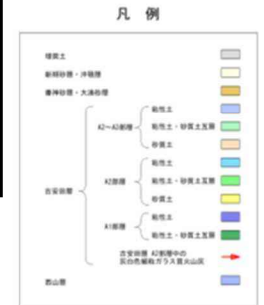 凡 例
埋戻土
新期砂層・沖積層
番神砂層・大湊砂層
古安田層
A2～A3部層
粘性土
粘性土・砂質土互層
砂質土
A2部層
粘性土
粘性土・砂質土互層
砂質土
A1部層
粘性土
粘性土・砂質土互層
古安田層 A2部層中の
灰白色細粒ガラス質火山灰
西山層